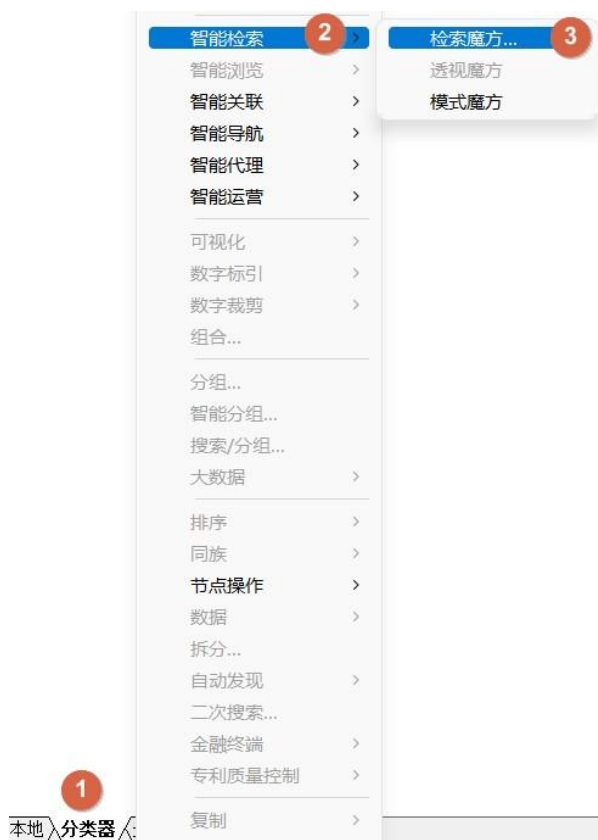 智能检索 2
检索魔方... 3
智能浏览
透视魔方
智能关联
模式魔方
智能导航
智能代理
智能运营
可视化
数字标引
数字裁剪
组合...
分组...
智能分组...
搜索/分组...
大数据
排序
同族
节点操作
数据
拆分...
自动发现
二次搜索...
金融终端
专利质量控制
1
本地 分类器
复制